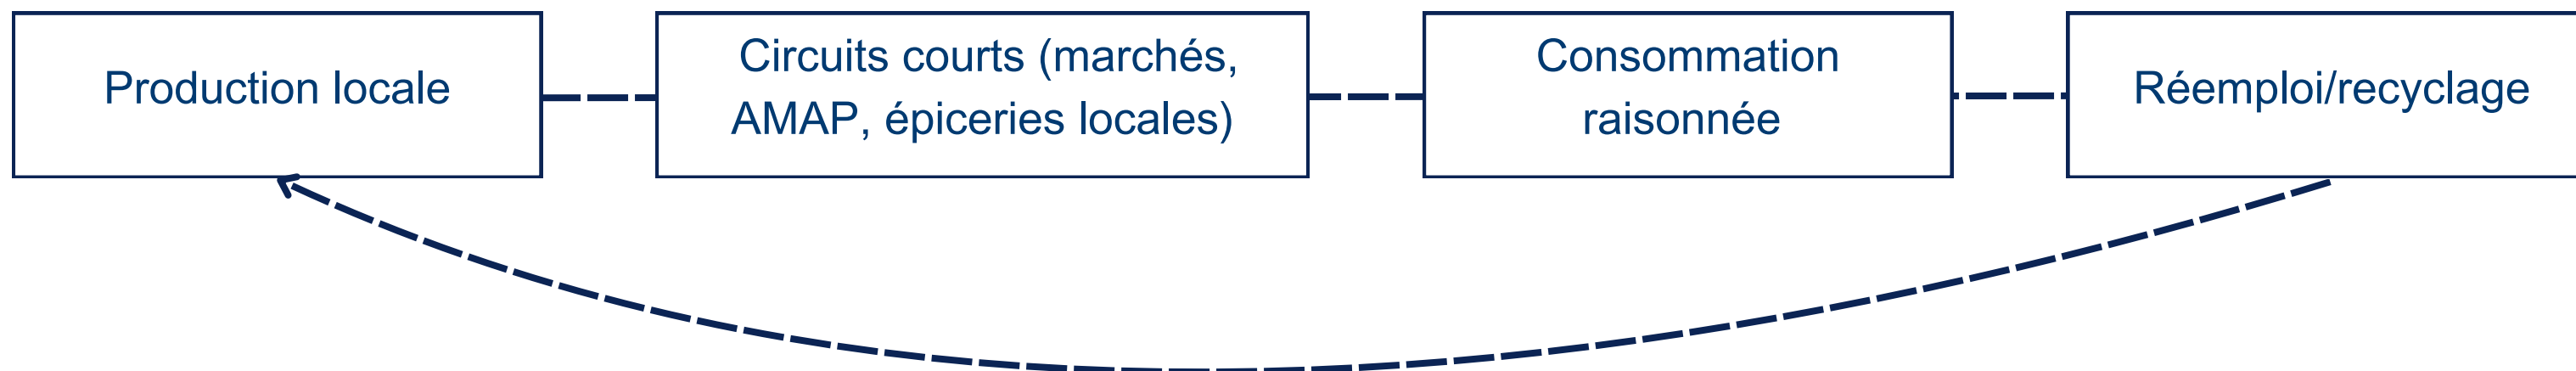 Production locale
Circuits courts (marchés,
AMAP, épiceries locales)
Consommation
raisonnée
Réemploi/recyclage